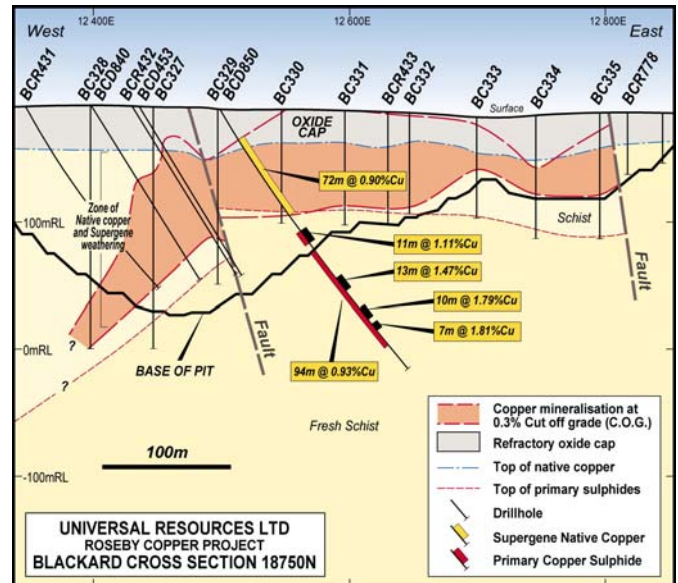 West
12 400E
12 600E
12 800E
East
BCR431
BC328
BCD840
BCR432
BCD453
BC327
BC329
BCD850
BC330
BC331
BCR433
BC332
BC333
BC334
BC335
BCR778
Surface
OXIDE
CAP
72m @ 0.90%Cu
Zone of
Native copper
and Supergene
weathering
100mRL
Schist
11m @ 1.11%Cu
13m @ 1.47%Cu
10m @ 1.79%Cu
7m @ 1.81%Cu
Fault
Fault
0mRL
?
BASE OF PIT
94m @ 0.93%Cu
?
Fresh Schist
100m
-100mRL
Copper mineralisation at
0.3% Cut off grade (C.O.G.)
Refractory oxide cap
Top of native copper
Top of primary sulphides
Drillhole
Supergene Native Copper
Primary Copper Sulphide
UNIVERSAL RESOURCES LTD
ROSEBY COPPER PROJECT
BLACKARD CROSS SECTION 18750N